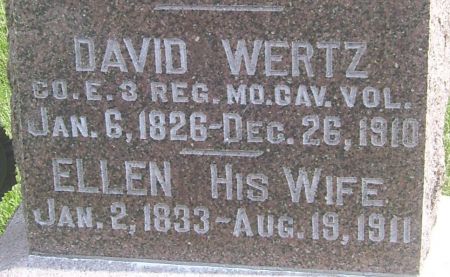 DAVID WERTZ
CO. E. 3 REG. MO. CAV. VOL.
JAN. 6, 1826-DEC. 26, 1910
ELLEN HIS WIFE.
JAN. 2, 1833-AUG. 19, 1911